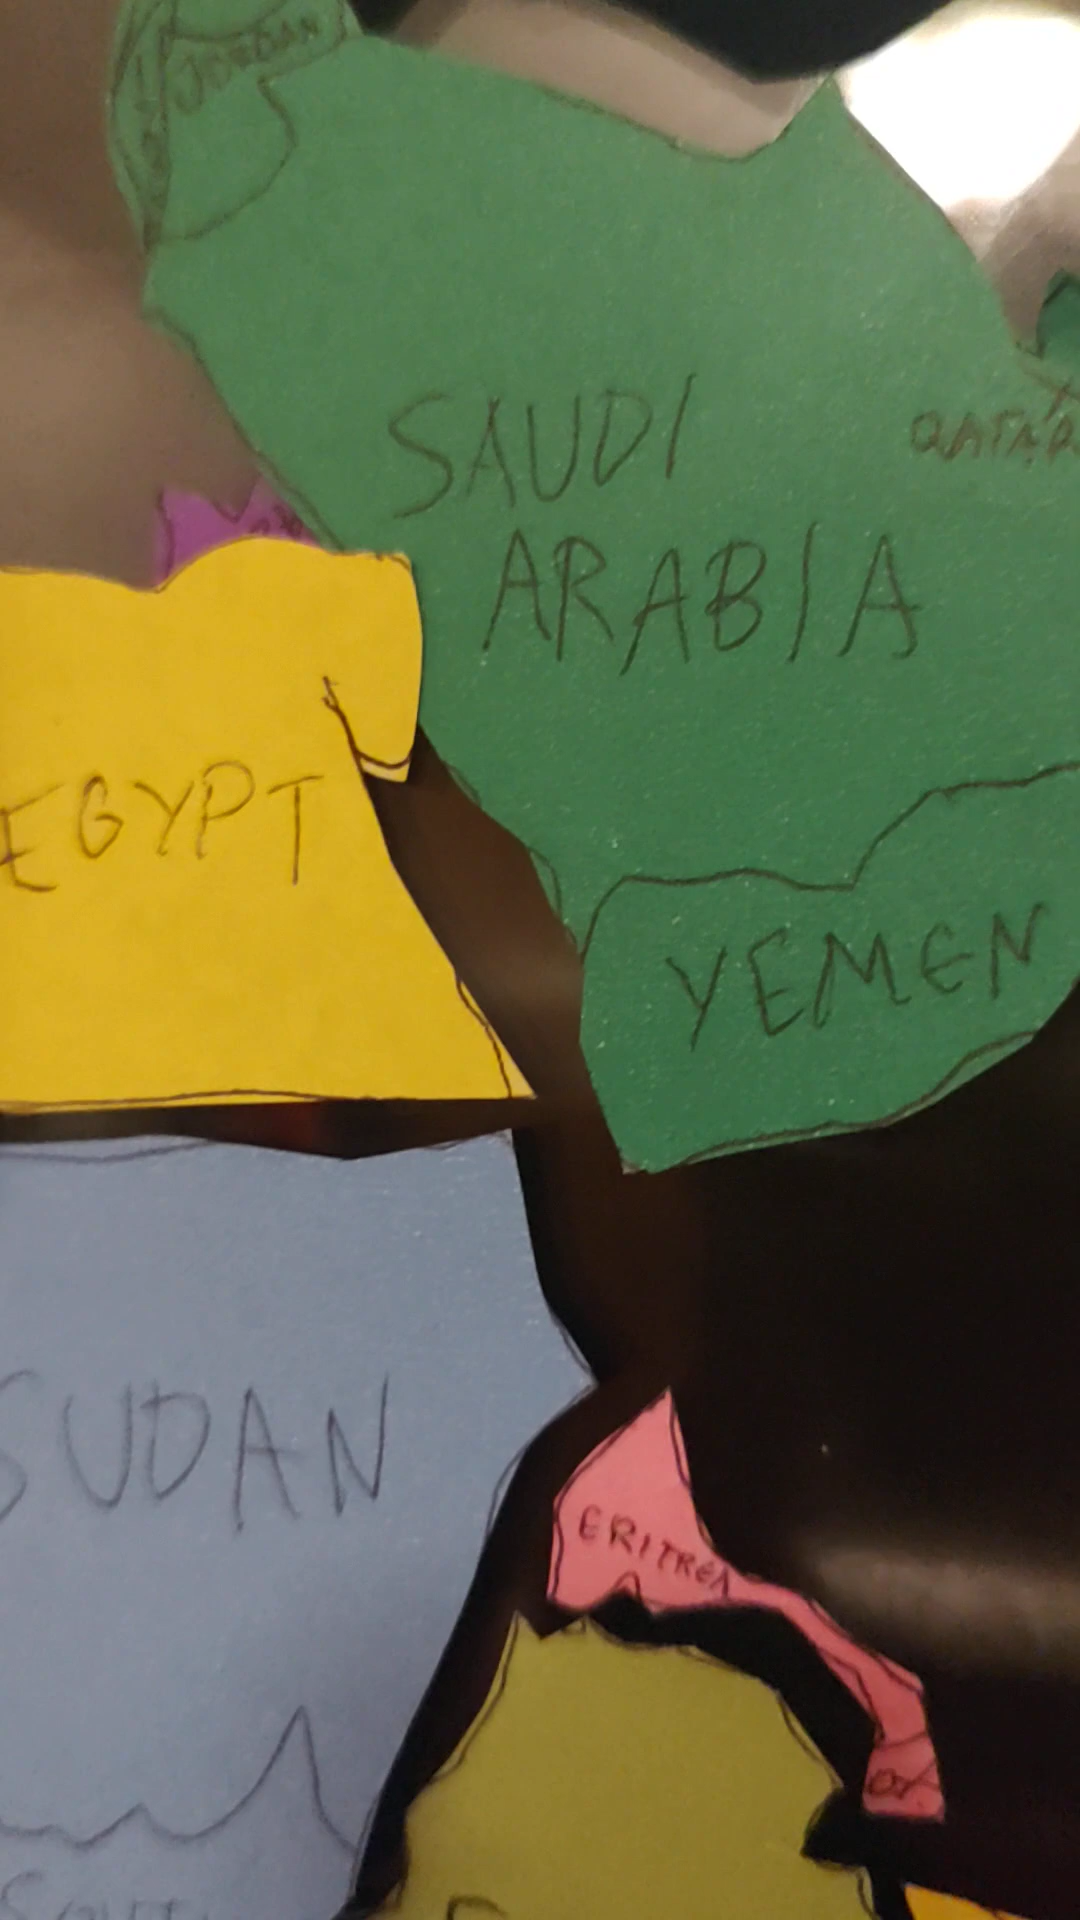 JORDAN
SAUDI
ARABIA
QATAR
EGYPT
YEMEN
SUDAN
ERITREA